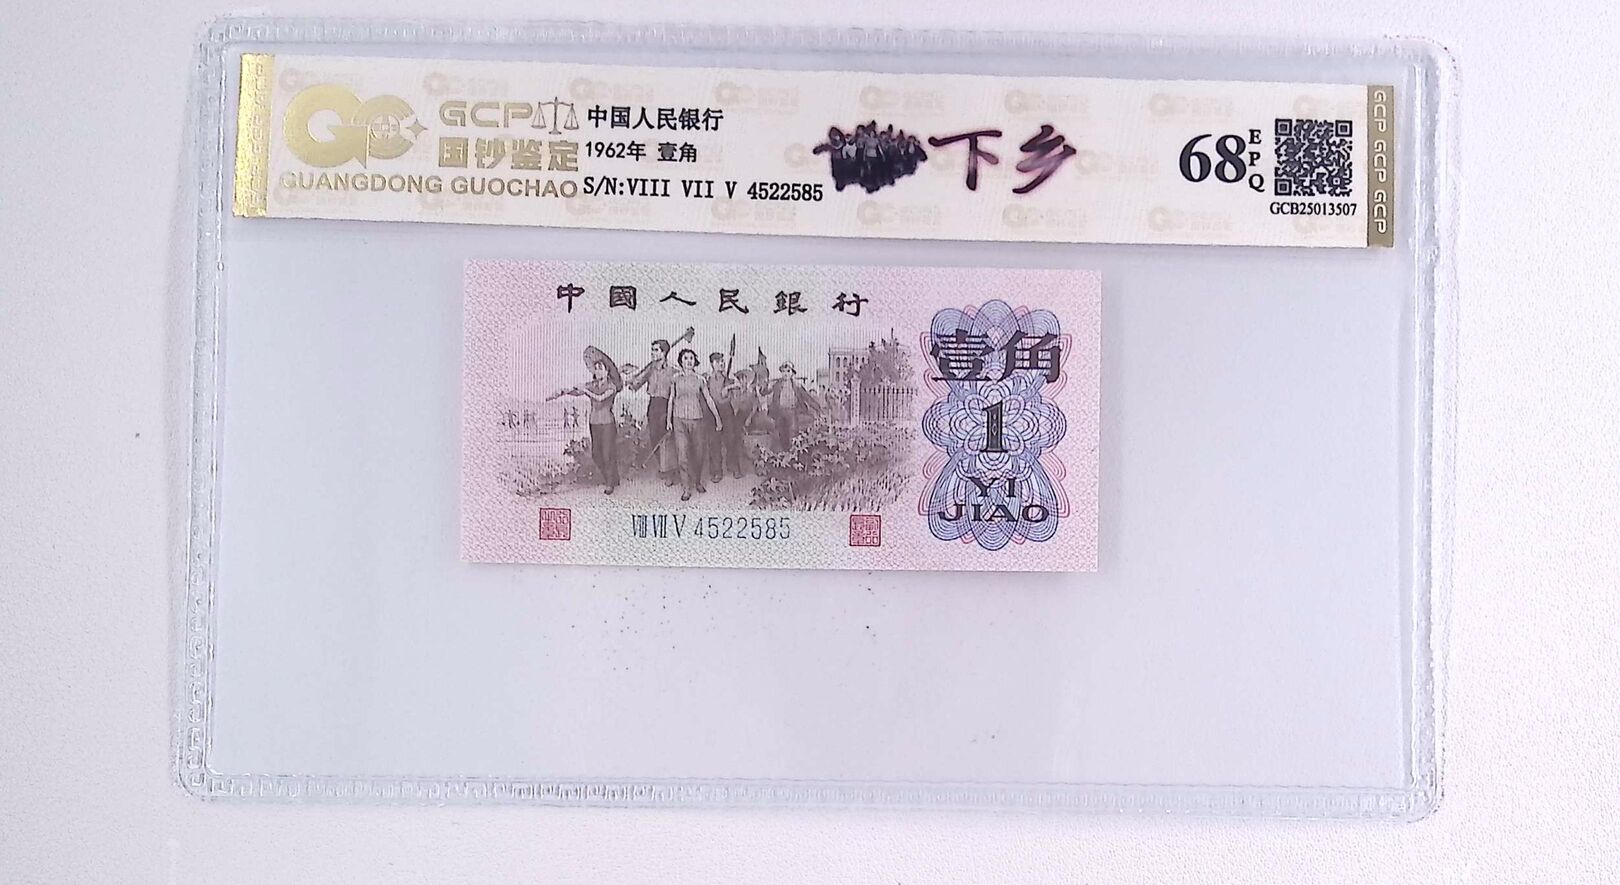 GCP 中国人民银行
国钞鉴定 1962年 壹角
GUANGDONG GUOCHAO S/N:VIII VII V 4522585
下乡
68 EPQ
GCB25013507
GCP GCP GCP
中國人民銀行
壹角
1
YI
JIAO
VIII VII V 4522585